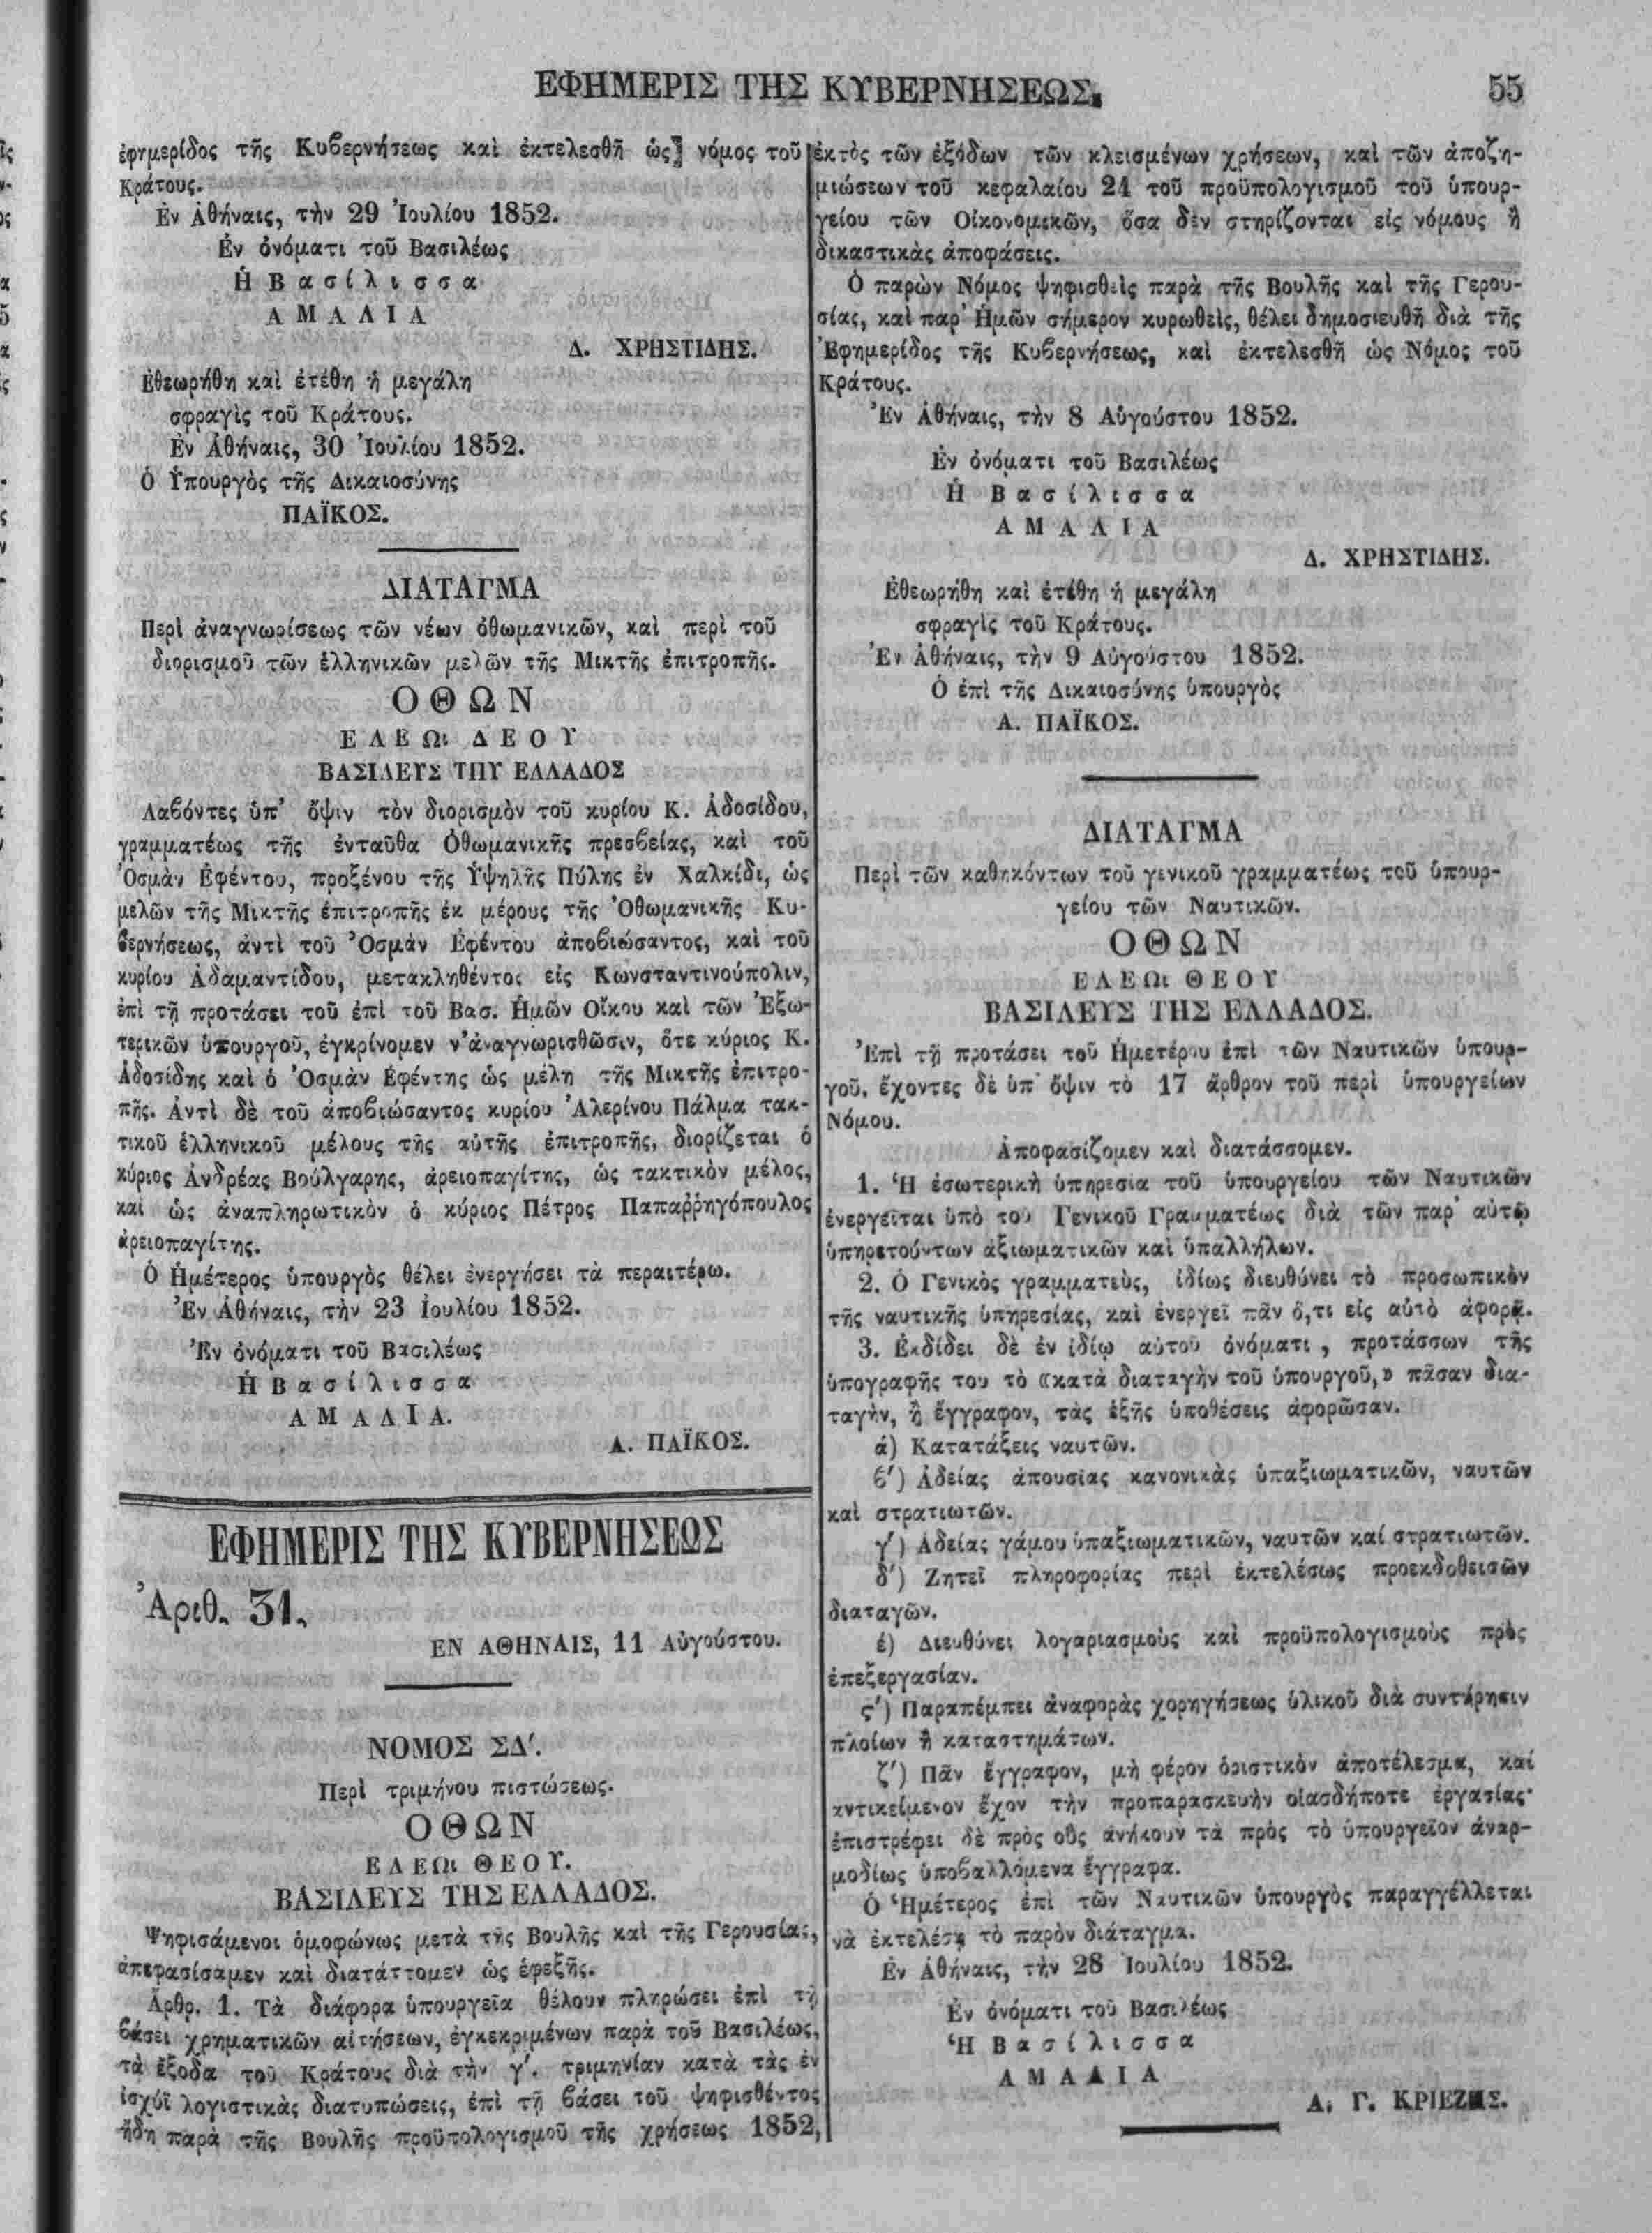 ΕΦΗΜΕΡΙΣ ΤΗΣ ΚΥΒΕΡΝΗΣΕΩΣ.
55
ἐφημερίδος τῆς Κυβερνήσεως καὶ ἐκτελεσθῆ ὡς νόμος τοῦ
Κράτους.
Ἐν Ἀθήναις, τὴν 29 Ἰουλίου 1852.
Ἐν ὀνόματι τοῦ Βασιλέως
Ἡ Βασίλισσα
ΑΜΑΛΙΑ
Δ. ΧΡΗΣΤΙΔΗΣ.
Ἐθεωρήθη καὶ ἐτέθη ἡ μεγάλη
σφραγὶς τοῦ Κράτους.
Ἐν Ἀθήναις, 30 Ἰουλίου 1852.
Ὁ Ὑπουργὸς τῆς Δικαιοσύνης
ΠΑΪΚΟΣ.
ΔΙΑΤΑΓΜΑ
Περὶ ἀναγνωρίσεως τῶν νέων ὀθωμανικῶν, καὶ περὶ τοῦ
διορισμοῦ τῶν ἑλληνικῶν μελῶν τῆς Μικτῆς ἐπιτροπῆς.
ΟΘΩΝ
ΕΛΕΩι ΔΕΟΥ
ΒΑΣΙΛΕΥΣ ΤΠΥ ΕΛΛΑΔΟΣ
Λαβόντες ὑπ' ὄψιν τὸν διορισμὸν τοῦ κυρίου Κ. Ἀδοσίδου,
γραμματέως τῆς ἐνταῦθα Ὀθωμανικῆς πρεσβείας, καὶ τοῦ
Ὀσμὰν Ἐφέντου, προξένου τῆς Ὑψηλῆς Πύλης ἐν Χαλκίδι, ὡς
μελῶν τῆς Μικτῆς ἐπιτροπῆς ἐκ μέρους τῆς Ὀθωμανικῆς Κυ-
βερνήσεως, ἀντὶ τοῦ Ὀσμὰν Ἐφέντου ἀποβιώσαντος, καὶ τοῦ
κυρίου Ἀδαμαντίδου, μετακληθέντος εἰς Κωνσταντινούπολιν,
ἐπὶ τῇ προτάσει τοῦ ἐπὶ τοῦ Βασ. Ἡμῶν Οἴκου καὶ τῶν Ἐξω-
τερικῶν ὑπουργοῦ, ἐγκρίνομεν ν' ἀναγνωρισθῶσιν, ὅτε κύριος Κ.
Ἀδοσίδης καὶ ὁ Ὀσμὰν Ἐφέντης ὡς μέλη τῆς Μικτῆς ἐπιτρο-
πῆς. Ἀντὶ δὲ τοῦ ἀποβιώσαντος κυρίου Ἀλερίνου Πάλμα τακ-
τικοῦ ἑλληνικοῦ μέλους τῆς αὐτῆς ἐπιτροπῆς, διορίζεται ὁ
κύριος Ἀνδρέας Βούλγαρης, ἀρειοπαγίτης, ὡς τακτικὸν μέλος,
καὶ ὡς ἀναπληρωτικὸν ὁ κύριος Πέτρος Παπαῤῥηγόπουλος
ἀρειοπαγίτης.
Ὁ Ἡμέτερος ὑπουργὸς θέλει ἐνεργήσει τὰ περαιτέρω.
Ἐν Ἀθήναις, τὴν 23 Ἰουλίου 1852.
Ἐν ὀνόματι τοῦ Βασιλέως
Ἡ Βασίλισσα
ΑΜΑΛΙΑ.
Α. ΠΑΪΚΟΣ.
ΕΦΗΜΕΡΙΣ ΤΗΣ ΚΥΒΕΡΝΗΣΕΩΣ
Ἀριθ. 31.
ΕΝ ΑΘΗΝΑΙΣ, 11 Αὐγούστου.
ΝΟΜΟΣ ΣΔ'.
Περὶ τριμήνου πιστώσεως.
ΟΘΩΝ
ΕΛΕΩι ΘΕΟΥ.
ΒΑΣΙΛΕΥΣ ΤΗΣ ΕΛΛΑΔΟΣ.
Ψηφισάμενοι ὁμοφώνως μετὰ τῆς Βουλῆς καὶ τῆς Γερουσίας,
ἀπεφασίσαμεν καὶ διατάττομεν ὡς ἑφεξῆς.
Ἄρθρ. 1. Τὰ διάφορα ὑπουργεῖα θέλουν πληρώσει ἐπὶ τῇ
βάσει χρηματικῶν αἰτήσεων, ἐγκεκριμένων παρὰ τοῦ Βασιλέως,
τὰ ἔξοδα τοῦ Κράτους διὰ τὴν γ'. τριμηνίαν κατὰ τὰς ἐν
ἰσχύϊ λογιστικὰς διατυπώσεις, ἐπὶ τῇ βάσει τοῦ ψηφισθέντος
ἤδη παρὰ τῆς Βουλῆς προϋπολογισμοῦ τῆς χρήσεως 1852,
ἐκτὸς τῶν ἐξόδων τῶν κλεισμένων χρήσεων, καὶ τῶν ἀποζη-
μιώσεων τοῦ κεφαλαίου 24 τοῦ προϋπολογισμοῦ τοῦ ὑπουρ-
γείου τῶν Οἰκονομικῶν, ὅσα δὲν στηρίζονται εἰς νόμους ἢ
δικαστικὰς ἀποφάσεις.
Ὁ παρὼν Νόμος ψηφισθεὶς παρὰ τῆς Βουλῆς καὶ τῆς Γερου-
σίας, καὶ παρ' Ἡμῶν σήμερον κυρωθεὶς, θέλει δημοσιευθῆ διὰ τῆς
Ἐφημερίδος τῆς Κυβερνήσεως, καὶ ἐκτελεσθῆ ὡς Νόμος τοῦ
Κράτους.
Ἐν Ἀθήναις, τὴν 8 Αὐγούστου 1852.
Ἐν ὀνόματι τοῦ Βασιλέως
Ἡ Βασίλισσα
ΑΜΑΛΙΑ
Δ. ΧΡΗΣΤΙΔΗΣ.
Ἐθεωρήθη καὶ ἐτέθη ἡ μεγάλη
σφραγὶς τοῦ Κράτους.
Ἐν Ἀθήναις, τὴν 9 Αὐγούστου 1852.
Ὁ ἐπὶ τῆς Δικαιοσύνης ὑπουργὸς
Α. ΠΑΪΚΟΣ.
ΔΙΑΤΑΓΜΑ
Περὶ τῶν καθηκόντων τοῦ γενικοῦ γραμματέως τοῦ ὑπουρ-
γείου τῶν Ναυτικῶν.
ΟΘΩΝ
ΕΛΕΩι ΘΕΟΥ
ΒΑΣΙΛΕΥΣ ΤΗΣ ΕΛΛΑΔΟΣ.
Ἐπὶ τῇ προτάσει τοῦ Ἡμετέρου ἐπὶ τῶν Ναυτικῶν ὑπουρ-
γοῦ, ἔχοντες δὲ ὑπ' ὄψιν τὸ 17 ἄρθρον τοῦ περὶ ὑπουργείων
Νόμου.
Ἀποφασίζομεν καὶ διατάσσομεν.
1. Ἡ ἐσωτερικὴ ὑπηρεσία τοῦ ὑπουργείου τῶν Ναυτικῶν
ἐνεργεῖται ὑπὸ τοῦ Γενικοῦ Γραμματέως διὰ τῶν παρ' αὐτῷ
ὑπηρετούντων ἀξιωματικῶν καὶ ὑπαλλήλων.
2. Ὁ Γενικὸς γραμματεὺς, ἰδίως διευθύνει τὸ προσωπικὸν
τῆς ναυτικῆς ὑπηρεσίας, καὶ ἐνεργεῖ πᾶν ὅ,τι εἰς αὐτὸ ἀφορᾷ.
3. Ἐκδίδει δὲ ἐν ἰδίῳ αὐτοῦ ὀνόματι, προτάσσων τῆς
ὑπογραφῆς του τὸ «κατὰ διαταγὴν τοῦ ὑπουργοῦ,» πᾶσαν δια-
ταγὴν, ἢ ἔγγραφον, τὰς ἑξῆς ὑποθέσεις ἀφορῶσαν.
ά) Κατατάξεις ναυτῶν.
β') Ἀδείας ἀπουσίας κανονικὰς ὑπαξιωματικῶν, ναυτῶν
καὶ στρατιωτῶν.
γ') Ἀδείας γάμου ὑπαξιωματικῶν, ναυτῶν καί στρατιωτῶν.
δ') Ζητεῖ πληροφορίας περὶ ἐκτελέσως προεκδοθεισῶν
διαταγῶν.
έ) Διευθύνει λογαριασμοὺς καὶ προϋπολογισμοὺς πρὸς
ἐπεξεργασίαν.
ς') Παραπέμπει ἀναφορὰς χορηγήσεως ὑλικοῦ διὰ συντήρησιν
πλοίων ἢ καταστημάτων.
ζ') Πᾶν ἔγγραφον, μὴ φέρον ὁριστικὸν ἀποτέλεσμα, καί
ἀντικείμενον ἔχον τὴν προπαρασκευὴν οἱασδήποτε ἐργασίας·
ἐπιστρέφει δὲ πρὸς οὓς ἀνήκουν τὰ πρὸς τὸ ὑπουργεῖον ἀναρ-
μοδίως ὑποβαλλόμενα ἔγγραφα.
Ὁ Ἡμέτερος ἐπὶ τῶν Ναυτικῶν ὑπουργὸς παραγγέλλεται
νὰ ἐκτελέσῃ τὸ παρὸν διάταγμα.
Ἐν Ἀθήναις, τὴν 28 Ἰουλίου 1852.
Ἐν ὀνόματι τοῦ Βασιλέως
Ἡ Βασίλισσα
ΑΜΑΛΙΑ
Α. Γ. ΚΡΙΕΖΗΣ.